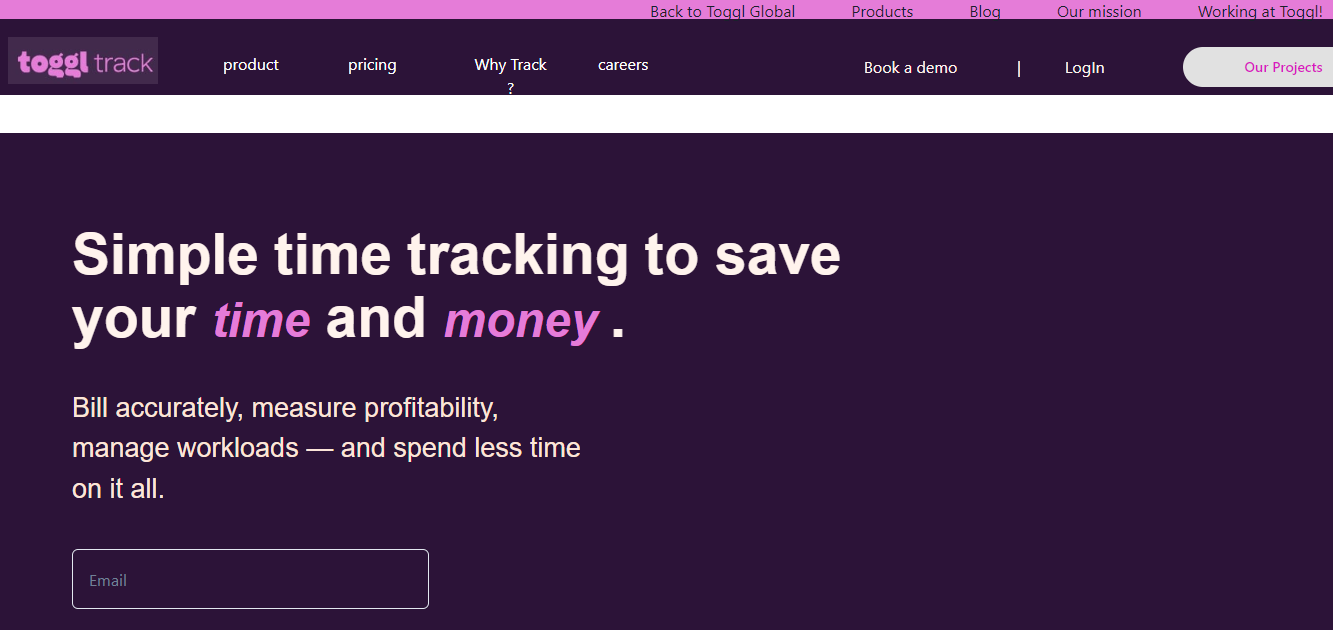 Back to Toggl Global Products Blog Our mission Working at Toggl!
toggl track product pricing Why Track careers Book a demo | LogIn Our Projects
?
Simple time tracking to save
your time and money .
Bill accurately, measure profitability,
manage workloads — and spend less time
on it all.
Email